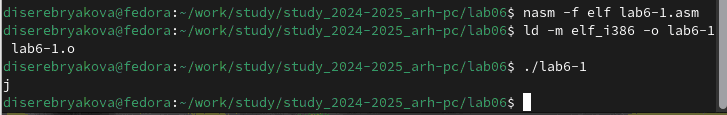 diserebryakova@fedora:~/work/study/study_2024-2025_arh-pc/lab06$ nasm -f elf lab6-1.asm
diserebryakova@fedora:~/work/study/study_2024-2025_arh-pc/lab06$ ld -m elf_i386 -o lab6-1
lab6-1.o
diserebryakova@fedora:~/work/study/study_2024-2025_arh-pc/lab06$ ./lab6-1
j
diserebryakova@fedora:~/work/study/study_2024-2025_arh-pc/lab06$